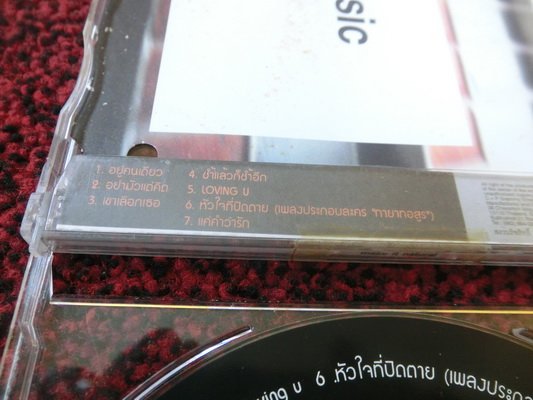 sic
1. อยู่คนเดียว
2. อย่ามัวแต่คิด
3. เขาเลือกเธอ
4. ช้ำแล้วก็ช้ำอีก
5. LOVING U
6. หัวใจที่ปิดตาย (เพลงประกอบละคร "ทายาทอสูร")
7. แค่คำว่ารัก
ving u 6 .หัวใจที่ปิดตาย (เพลงประกอ